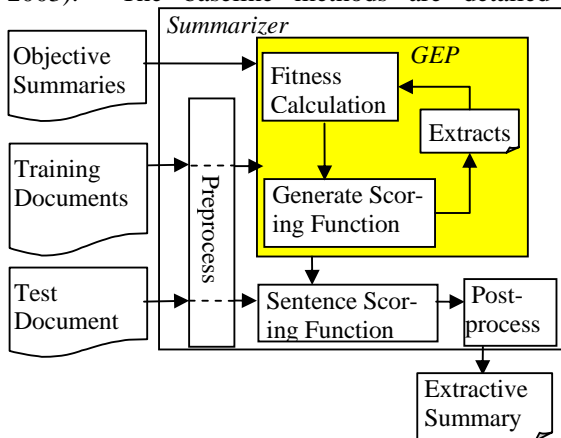 2003). The baseline methods are detailed
Summarizer
Objective
Summaries
GEP
Fitness
Calculation
Extracts
Training
Documents
Preprocess
Generate Scor-
ing Function
Test
Document
Sentence Scor-
ing Function
Post-
process
Extractive
Summary